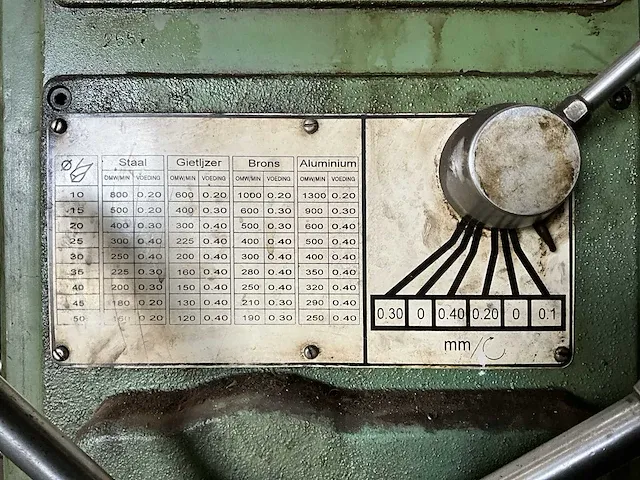 Staal Gietijzer Brons Aluminium
Ø OMW/MIN VOEDING OMW/MIN VOEDING OMW/MIN VOEDING OMW/MIN VOEDING
10 800 0.20 600 0.20 1000 0.20 1300 0.20
15 500 0.20 400 0.30 600 0.30 900 0.30
20 400 0.30 300 0.40 500 0.30 600 0.40
25 300 0.40 225 0.40 400 0.40 500 0.40
30 250 0.40 200 0.40 300 0.40 400 0.40
35 225 0.30 160 0.40 280 0.40 350 0.40
40 200 0.30 150 0.40 250 0.40 320 0.40
45 180 0.20 130 0.40 210 0.30 290 0.40
50 160 0.20 120 0.40 190 0.30 250 0.40
0.30 0 0.40 0.20 0 0.1
mm/